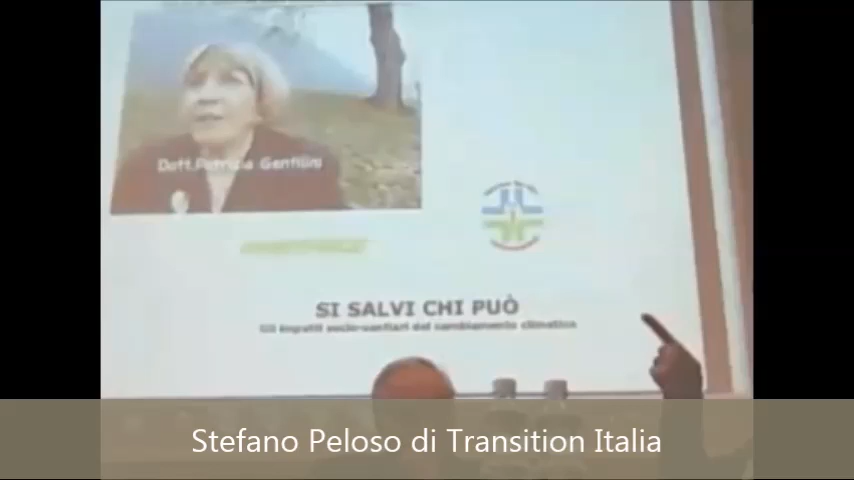 Dott.Patrizia Gentilini
SI SALVI CHI PUÒ
Gli impatti socio-sanitari del cambiamento climatico
Stefano Peloso di Transition Italia